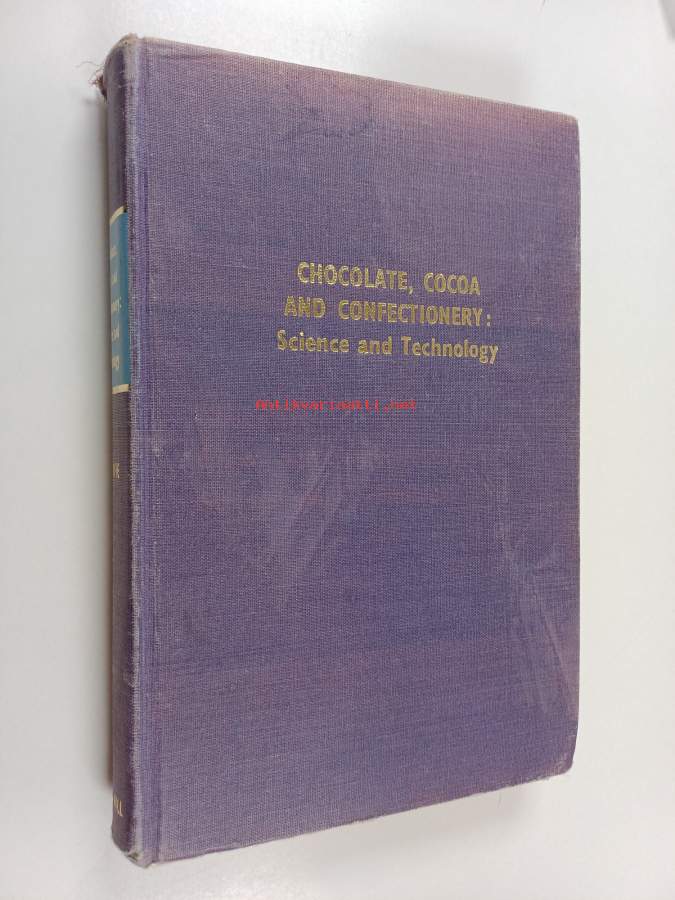 CHOCOLATE, COCOA
AND CONFECTIONERY:
Science and Technology
Antikvariaatti.net